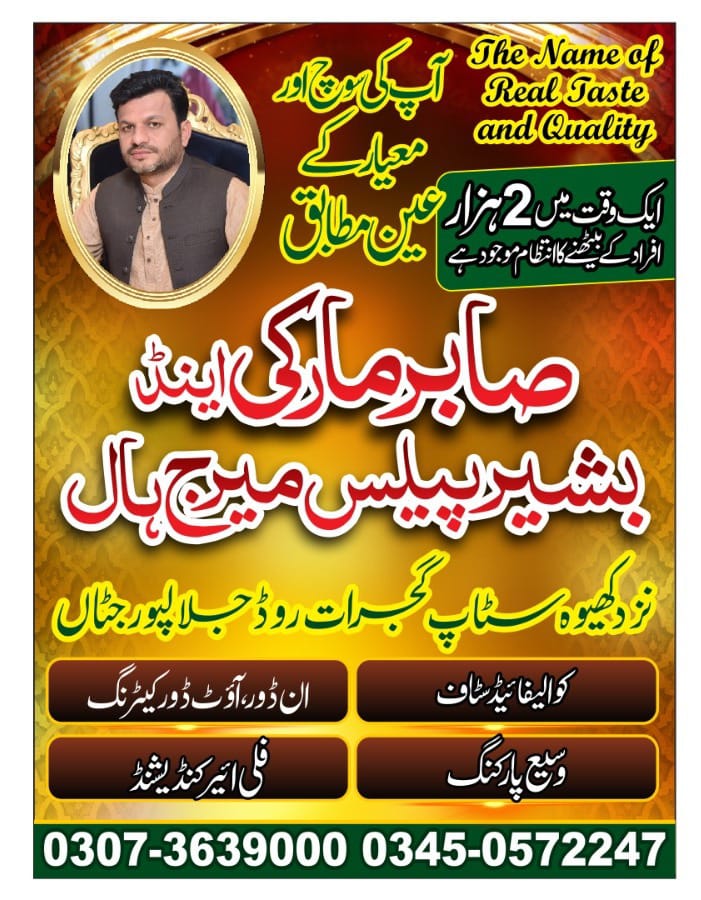 The Name of
Real Taste
and Quality
آپ کی سوچ اور
معیار کے
عین مطابق
ایک وقت میں 2 ہزار
افراد کے بیٹھنے کا انتظام موجود ہے
صابر مارکی اینڈ
بشیر پیلس میرج ہال
نزد کھیوہ سٹاپ گجرات روڈ جلالپور جٹاں
کوالیفائیڈ سٹاف
ان ڈور، آؤٹ ڈور کیٹرنگ
وسیع پارکنگ
فلی ائیر کنڈیشنڈ
0307-3639000 0345-0572247